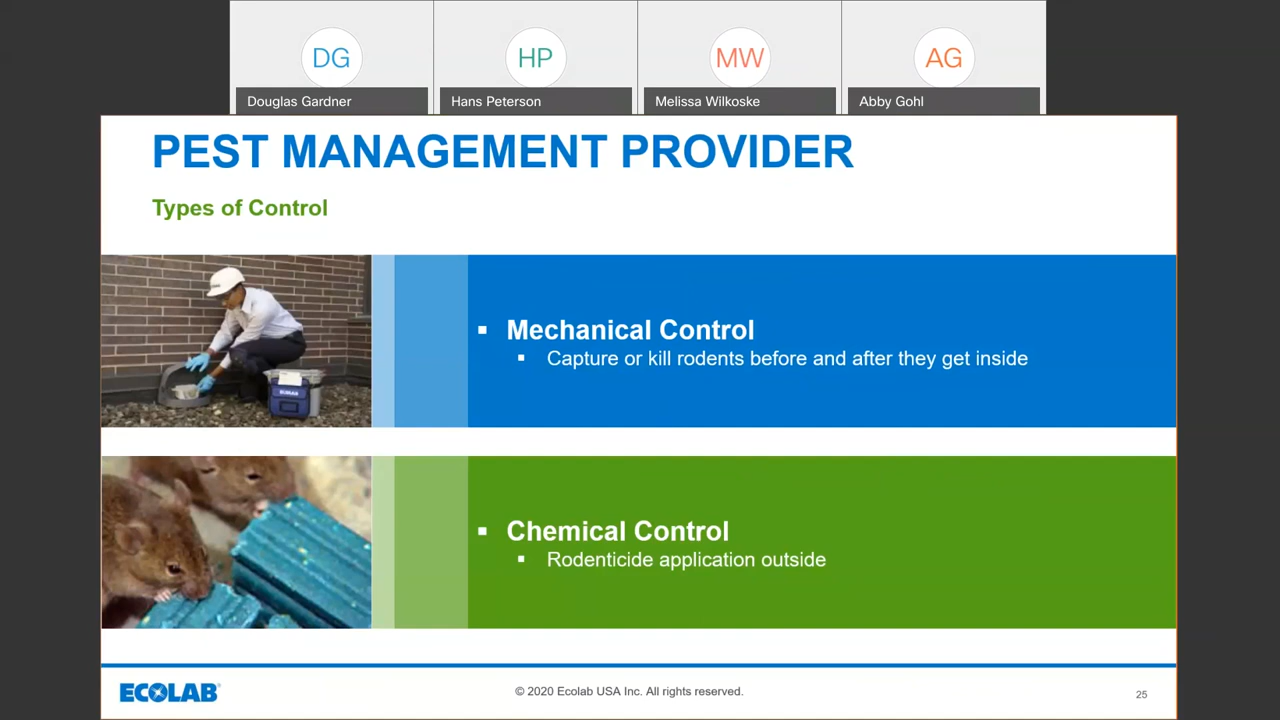 DG
HP
MW
AG
Douglas Gardner
Hans Peterson
Melissa Wilkoske
Abby Gohl
PEST MANAGEMENT PROVIDER
Types of Control
▪ Mechanical Control
▪ Capture or kill rodents before and after they get inside
ECOLAB
▪ Chemical Control
▪ Rodenticide application outside
ECOLAB®
© 2020 Ecolab USA Inc. All rights reserved.
25